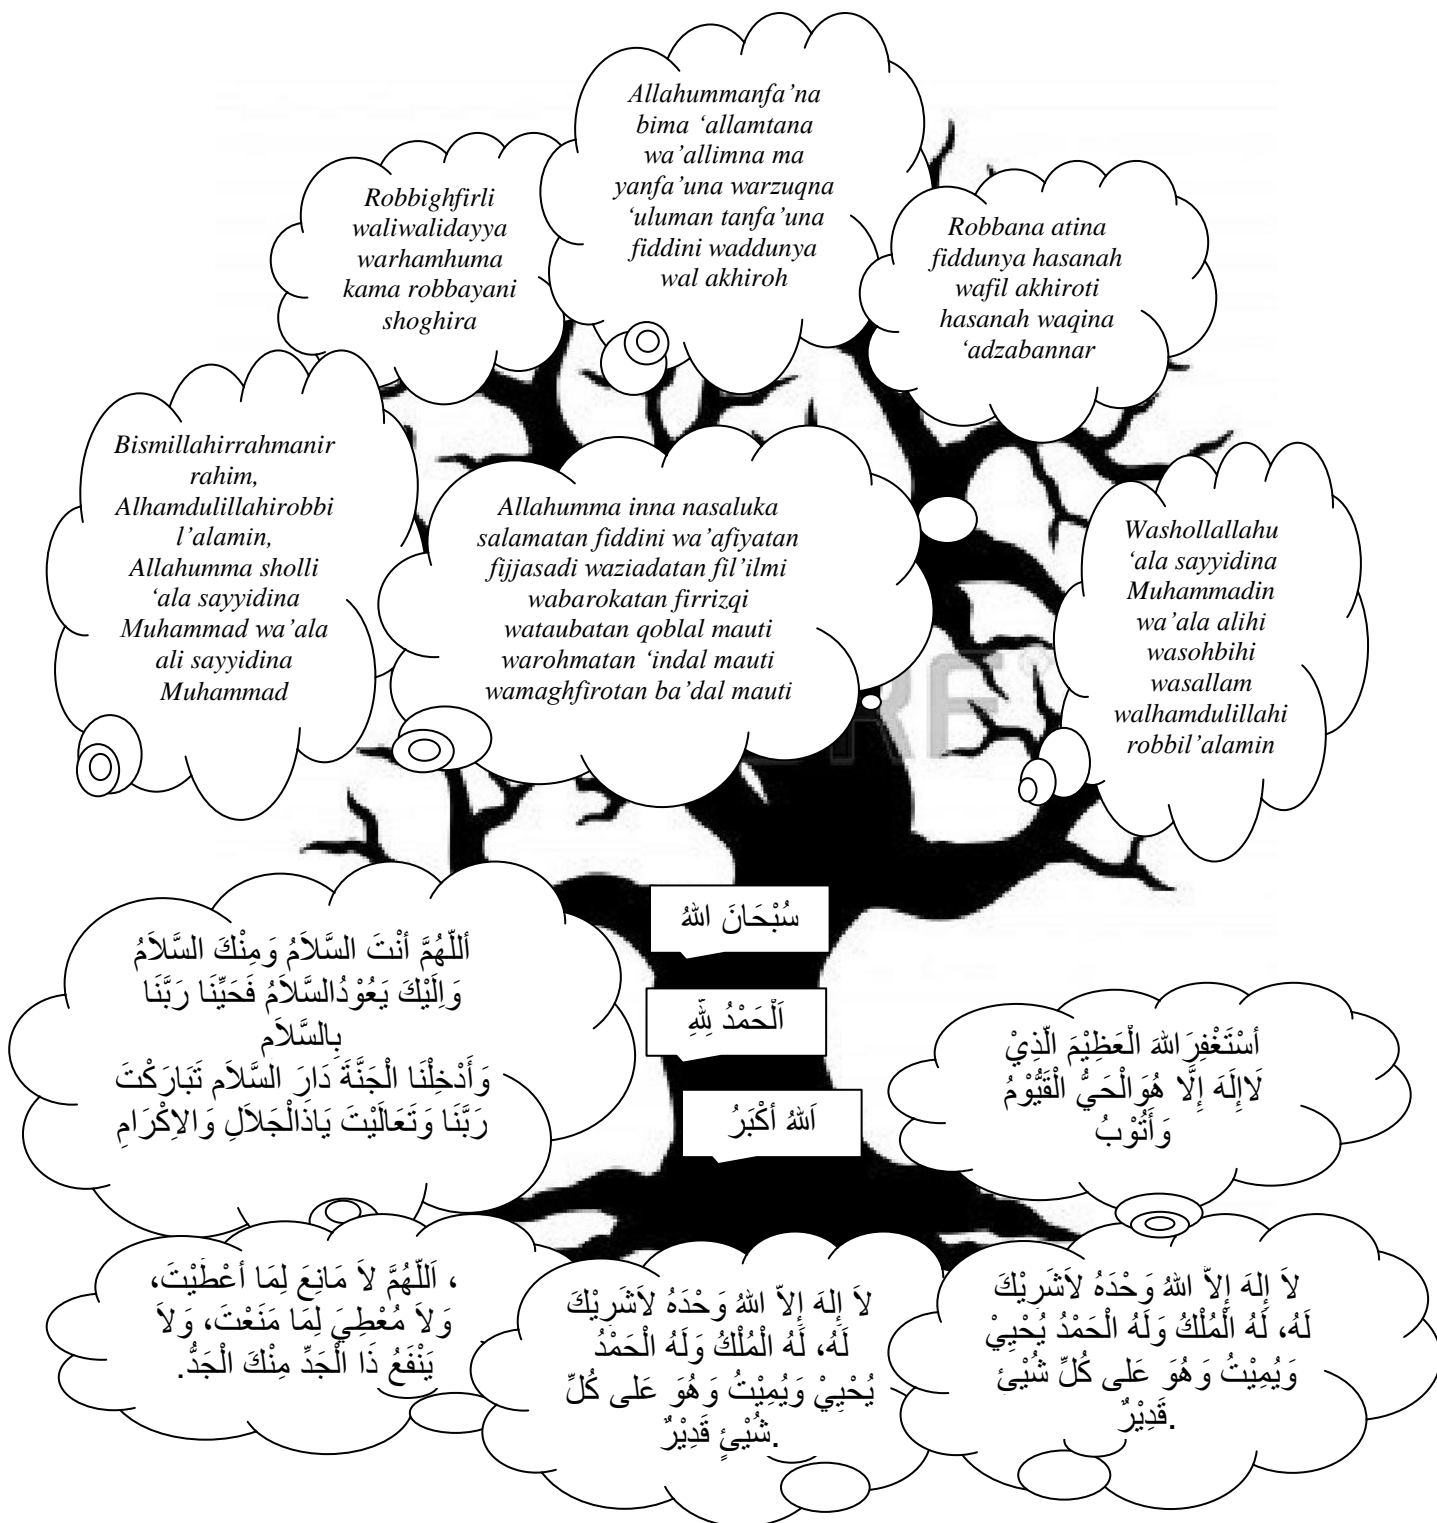 Allahummanfa’na
bima ‘allamtana
wa’allimna ma
yanfa’una warzuqna
‘uluman tanfa’una
fiddini waddunya
wal akhiroh
Robbighfirli
waliwalidayya
warhamhuma
kama robbayani
shoghira
Robbana atina
fiddunya hasanah
wafil akhiroti
hasanah waqina
‘adzabannar
Bismillahirrahmanir
rahim,
Alhamdulillahirobbi
l’alamin,
Allahumma sholli
‘ala sayyidina
Muhammad wa’ala
ali sayyidina
Muhammad
Allahumma inna nasaluka
salamatan fiddini wa’afiyatan
fijjasadi waziadatan fil’ilmi
wabarokatan firrizqi
wataubatan qoblal mauti
warohmatan ‘indal mauti
wamaghfirotan ba’dal mauti
Washollallahu
‘ala sayyidina
Muhammadin
wa’ala alihi
wasohbihi
wasallam
walhamdulillahi
robbil’alamin
سُبْحَانَ اللهُ
اَلْحَمْدُ لِلّٰهِ
اَللهُ أَكْبَرُ
أَللّٰهُمَّ أَنْتَ السَّلاَمُ وَمِنْكَ السَّلاَمُ
وَاِلَيْكَ يَعُوْدُالسَّلاَمُ فَحَيِّنَا رَبَّنَا
بِالسَّلاَم
وَأَدْخِلْنَا الْجَنَّةَ دَارَ السَّلاَم تَبَارَكْتَ
رَبَّنَا وَتَعَالَيْتَ يَاذَالْجَلاَلِ وَالاِكْرَامِ
أَسْتَغْفِرَاللهَ الْعَظِيْمَ الَّذِيْ
لَاإِلَهَ إِلَّا هُوَالْحَيُّ الْقَيُّوْمُ
وَأَتُوْبُ
، اَللّٰهُمَّ لاَ مَانِعَ لِمَا أَعْطَيْتَ،
وَلاَ مُعْطِيَ لِمَا مَنَعْتَ، وَلاَ
يَنْفَعُ ذَا الْجَدِّ مِنْكَ الْجَدُّ.
لاَ إِلهَ إِلاَّ اللهُ وَحْدَهُ لاَشَرِيْكَ
لَهُ، لَهُ الْمُلْكُ وَلَهُ الْحَمْدُ
يُحْيِيْ وَيُمِيْتُ وَهُوَ عَلى كُلِّ
شُيْئٍ قَدِيْرٌ.
لاَ إِلهَ إِلاَّ اللهُ وَحْدَهُ لاَشَرِيْكَ
لَهُ، لَهُ الْمُلْكُ وَلَهُ الْحَمْدُ يُحْيِيْ
وَيُمِيْتُ وَهُوَ عَلى كُلِّ شُيْئٍ
قَدِيْرٌ.